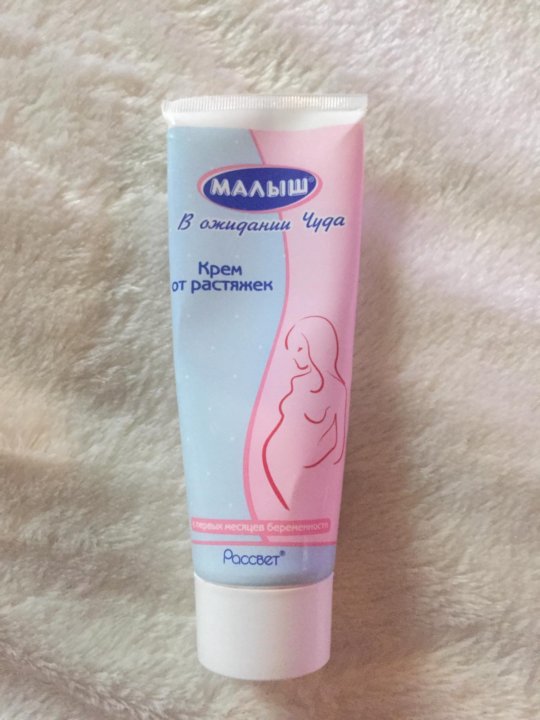 МАЛЫШ®
В ожидании Чуда
Крем
от растяжек
с первых месяцев беременности
Рассвет®